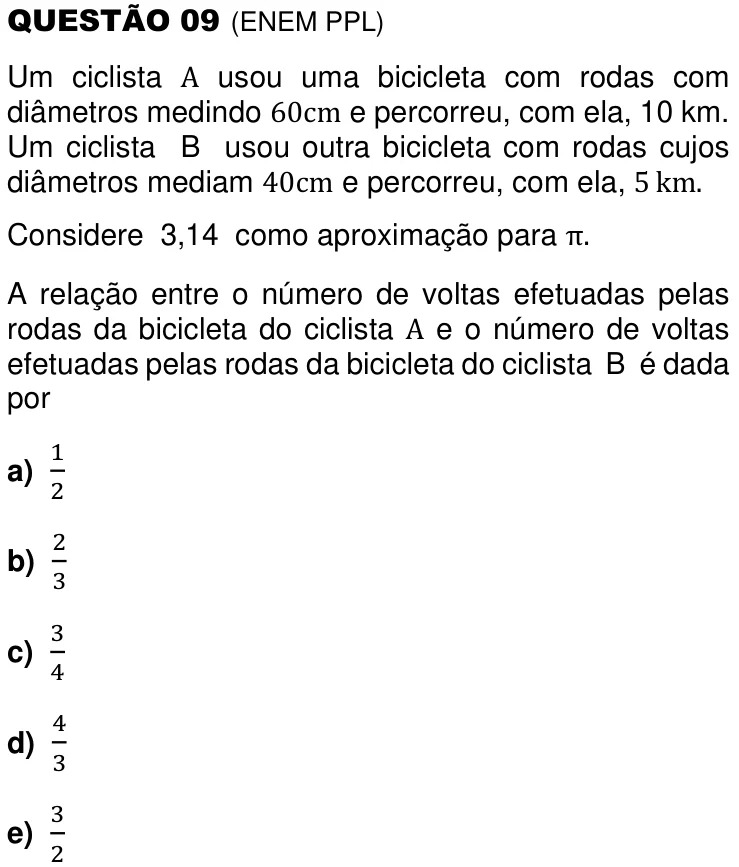 QUESTÃO 09 (ENEM PPL)
Um ciclista A usou uma bicicleta com rodas com
diâmetros medindo 60cm e percorreu, com ela, 10 km.
Um ciclista B usou outra bicicleta com rodas cujos
diâmetros mediam 40cm e percorreu, com ela, 5 km.
Considere 3,14 como aproximação para π.
A relação entre o número de voltas efetuadas pelas
rodas da bicicleta do ciclista A e o número de voltas
efetuadas pelas rodas da bicicleta do ciclista B é dada
por
a) 1/2
b) 2/3
c) 3/4
d) 4/3
e) 3/2